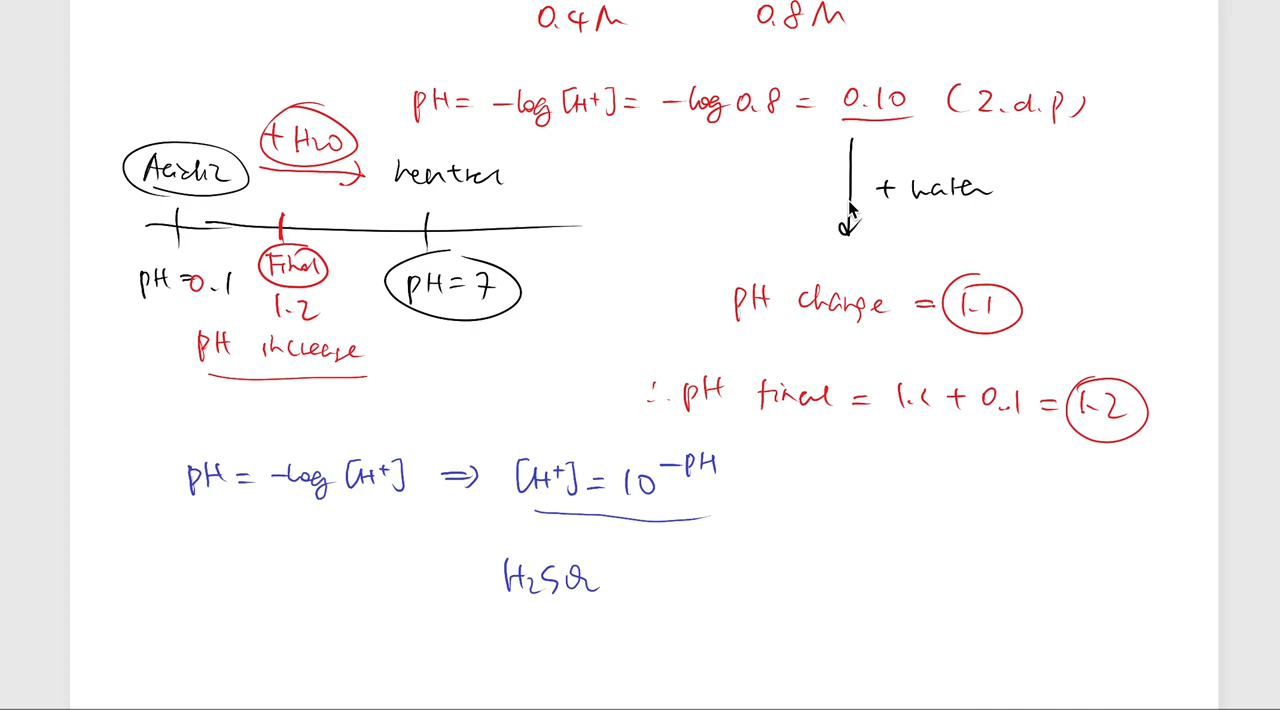 0.4M 0.8M
pH = -log [H+] = -log 0.8 = 0.10 (2.d.p)
+ H2O
Acidic neutral
+ water
pH = 0.1 Final pH = 7
1.2
pH change = 1.1
pH increase
∴ pH final = 1.1 + 0.1 = 1.2
pH = -log [H+] ⇒ [H+] = 10^-pH
H2SO